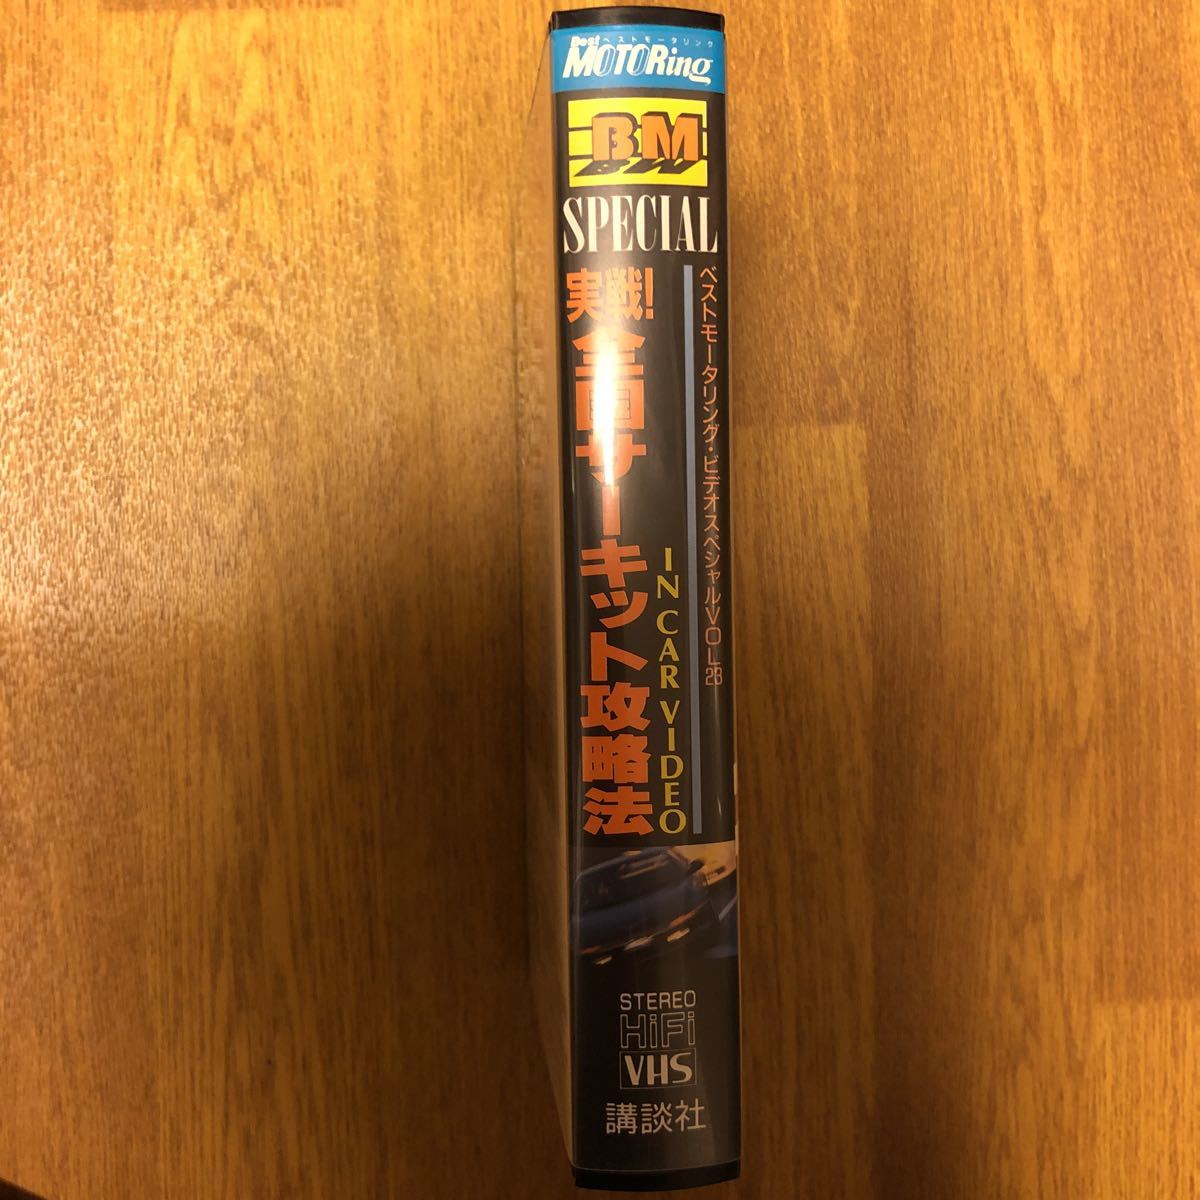 Best ベストモータリング
MOTORing
BM
SPECIAL
実戦!
全国サーキット攻略法
IN CAR VIDEO
ベストモータリング・ビデオスペシャルVOL23
STEREO
HiFi
VHS
講談社